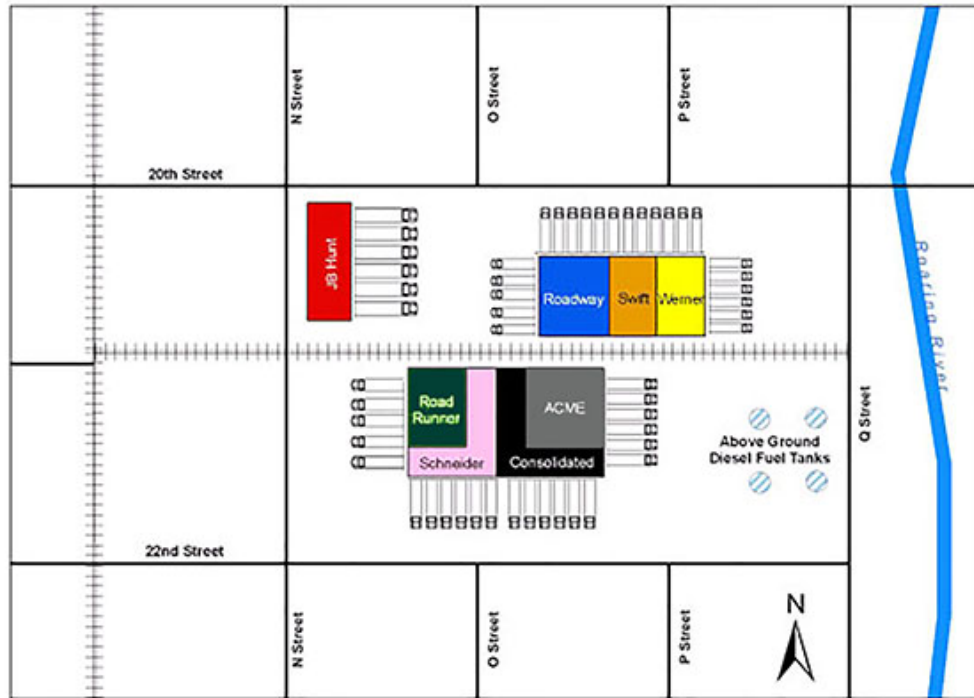 N Street
O Street
P Street
20th Street
JB Hunt
Roadway
Swift
Werner
Roaring River
Road
Runner
ACME
Schneider
Consolidated
Above Ground
Diesel Fuel Tanks
Q Street
22nd Street
N Street
O Street
P Street
N